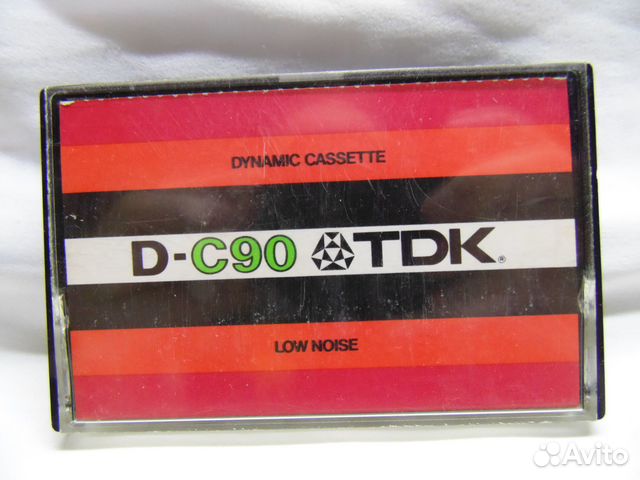 DYNAMIC CASSETTE
D-C90 TDK®
LOW NOISE
Avito